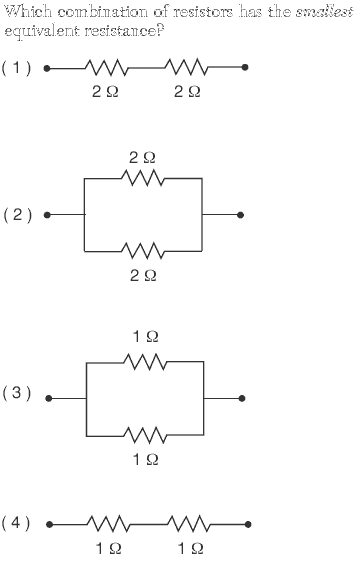 Which combination of resistors has the smallest
equivalent resistance?
(1)
2 Ω 2 Ω
2 Ω
(2)
2 Ω
1 Ω
(3)
1 Ω
(4)
1 Ω 1 Ω